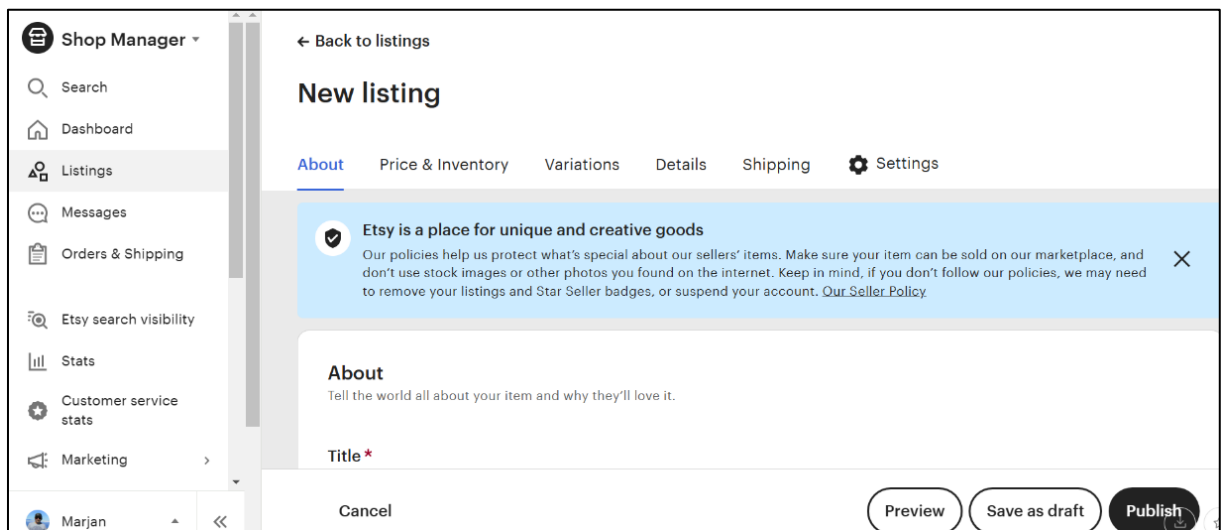 Shop Manager
Search
Dashboard
Listings
Messages
Orders & Shipping
Etsy search visibility
Stats
Customer service
stats
Marketing
Marjan
← Back to listings
New listing
About Price & Inventory Variations Details Shipping Settings
Etsy is a place for unique and creative goods
Our policies help us protect what's special about our sellers' items. Make sure your item can be sold on our marketplace, and
don't use stock images or other photos you found on the internet. Keep in mind, if you don't follow our policies, we may need
to remove your listings and Star Seller badges, or suspend your account. Our Seller Policy
About
Tell the world all about your item and why they'll love it.
Title *
Cancel Preview Save as draft Publish